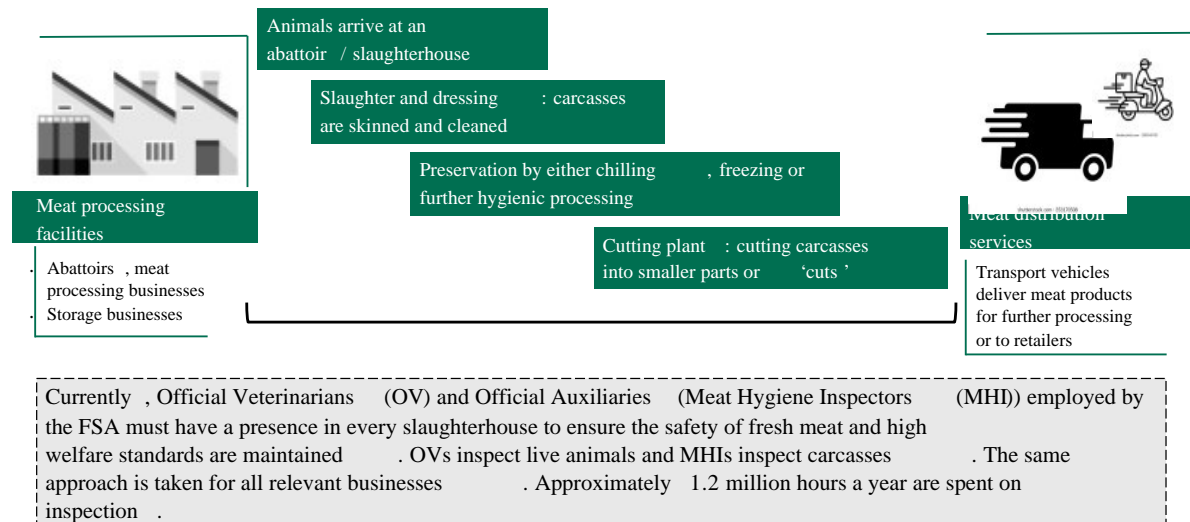 Animals arrive at an
abattoir / slaughterhouse
Slaughter and dressing : carcasses
are skinned and cleaned
Preservation by either chilling , freezing or
further hygienic processing
Cutting plant : cutting carcasses
into smaller parts or ‘cuts ’
Meat processing
facilities
. Abattoirs , meat
processing businesses
. Storage businesses
Meat distribution
services
Transport vehicles
deliver meat products
for further processing
or to retailers
Currently , Official Veterinarians (OV) and Official Auxiliaries (Meat Hygiene Inspectors (MHI)) employed by
the FSA must have a presence in every slaughterhouse to ensure the safety of fresh meat and high
welfare standards are maintained . OVs inspect live animals and MHIs inspect carcasses . The same
approach is taken for all relevant businesses . Approximately 1.2 million hours a year are spent on
inspection .